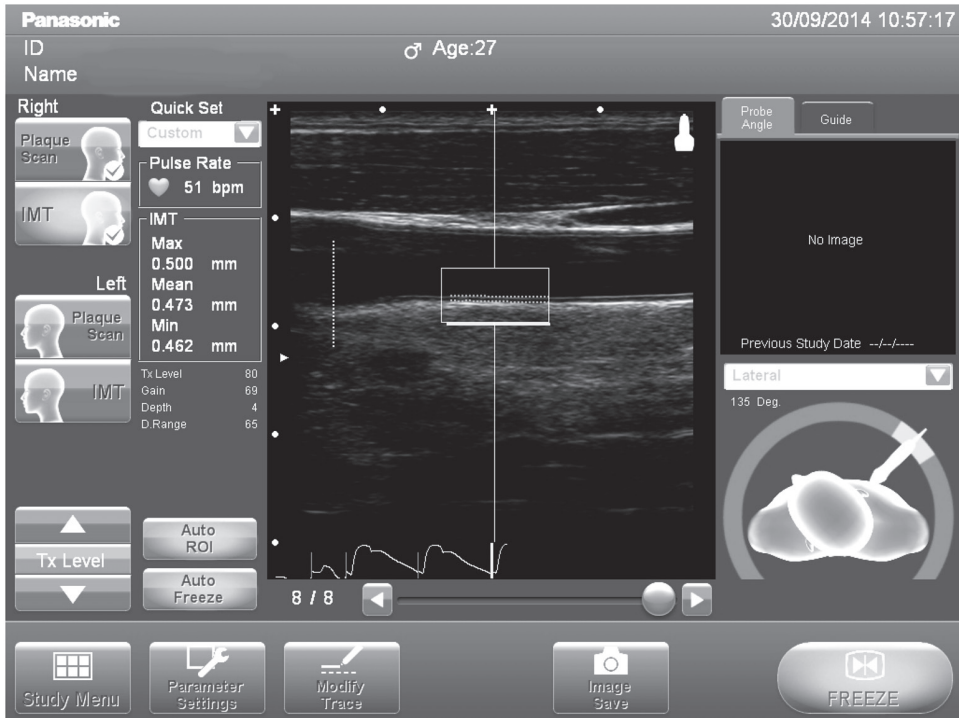 Panasonic
30/09/2014 10:57:17
ID
♂ Age:27
Name
Right
Plaque
Scan
IMT
Left
Plaque
Scan
IMT
Quick Set
Custom
Pulse Rate
51 bpm
IMT
Max
0.500 mm
Mean
0.473 mm
Min
0.462 mm
Tx Level 80
Gain 69
Depth 4
D.Range 65
Tx Level
Auto
ROI
Auto
Freeze
8 / 8
Probe
Angle
Guide
No Image
Previous Study Date --/--/----
Lateral
135 Deg.
Study Menu
Parameter
Settings
Modify
Trace
Image
Save
FREEZE